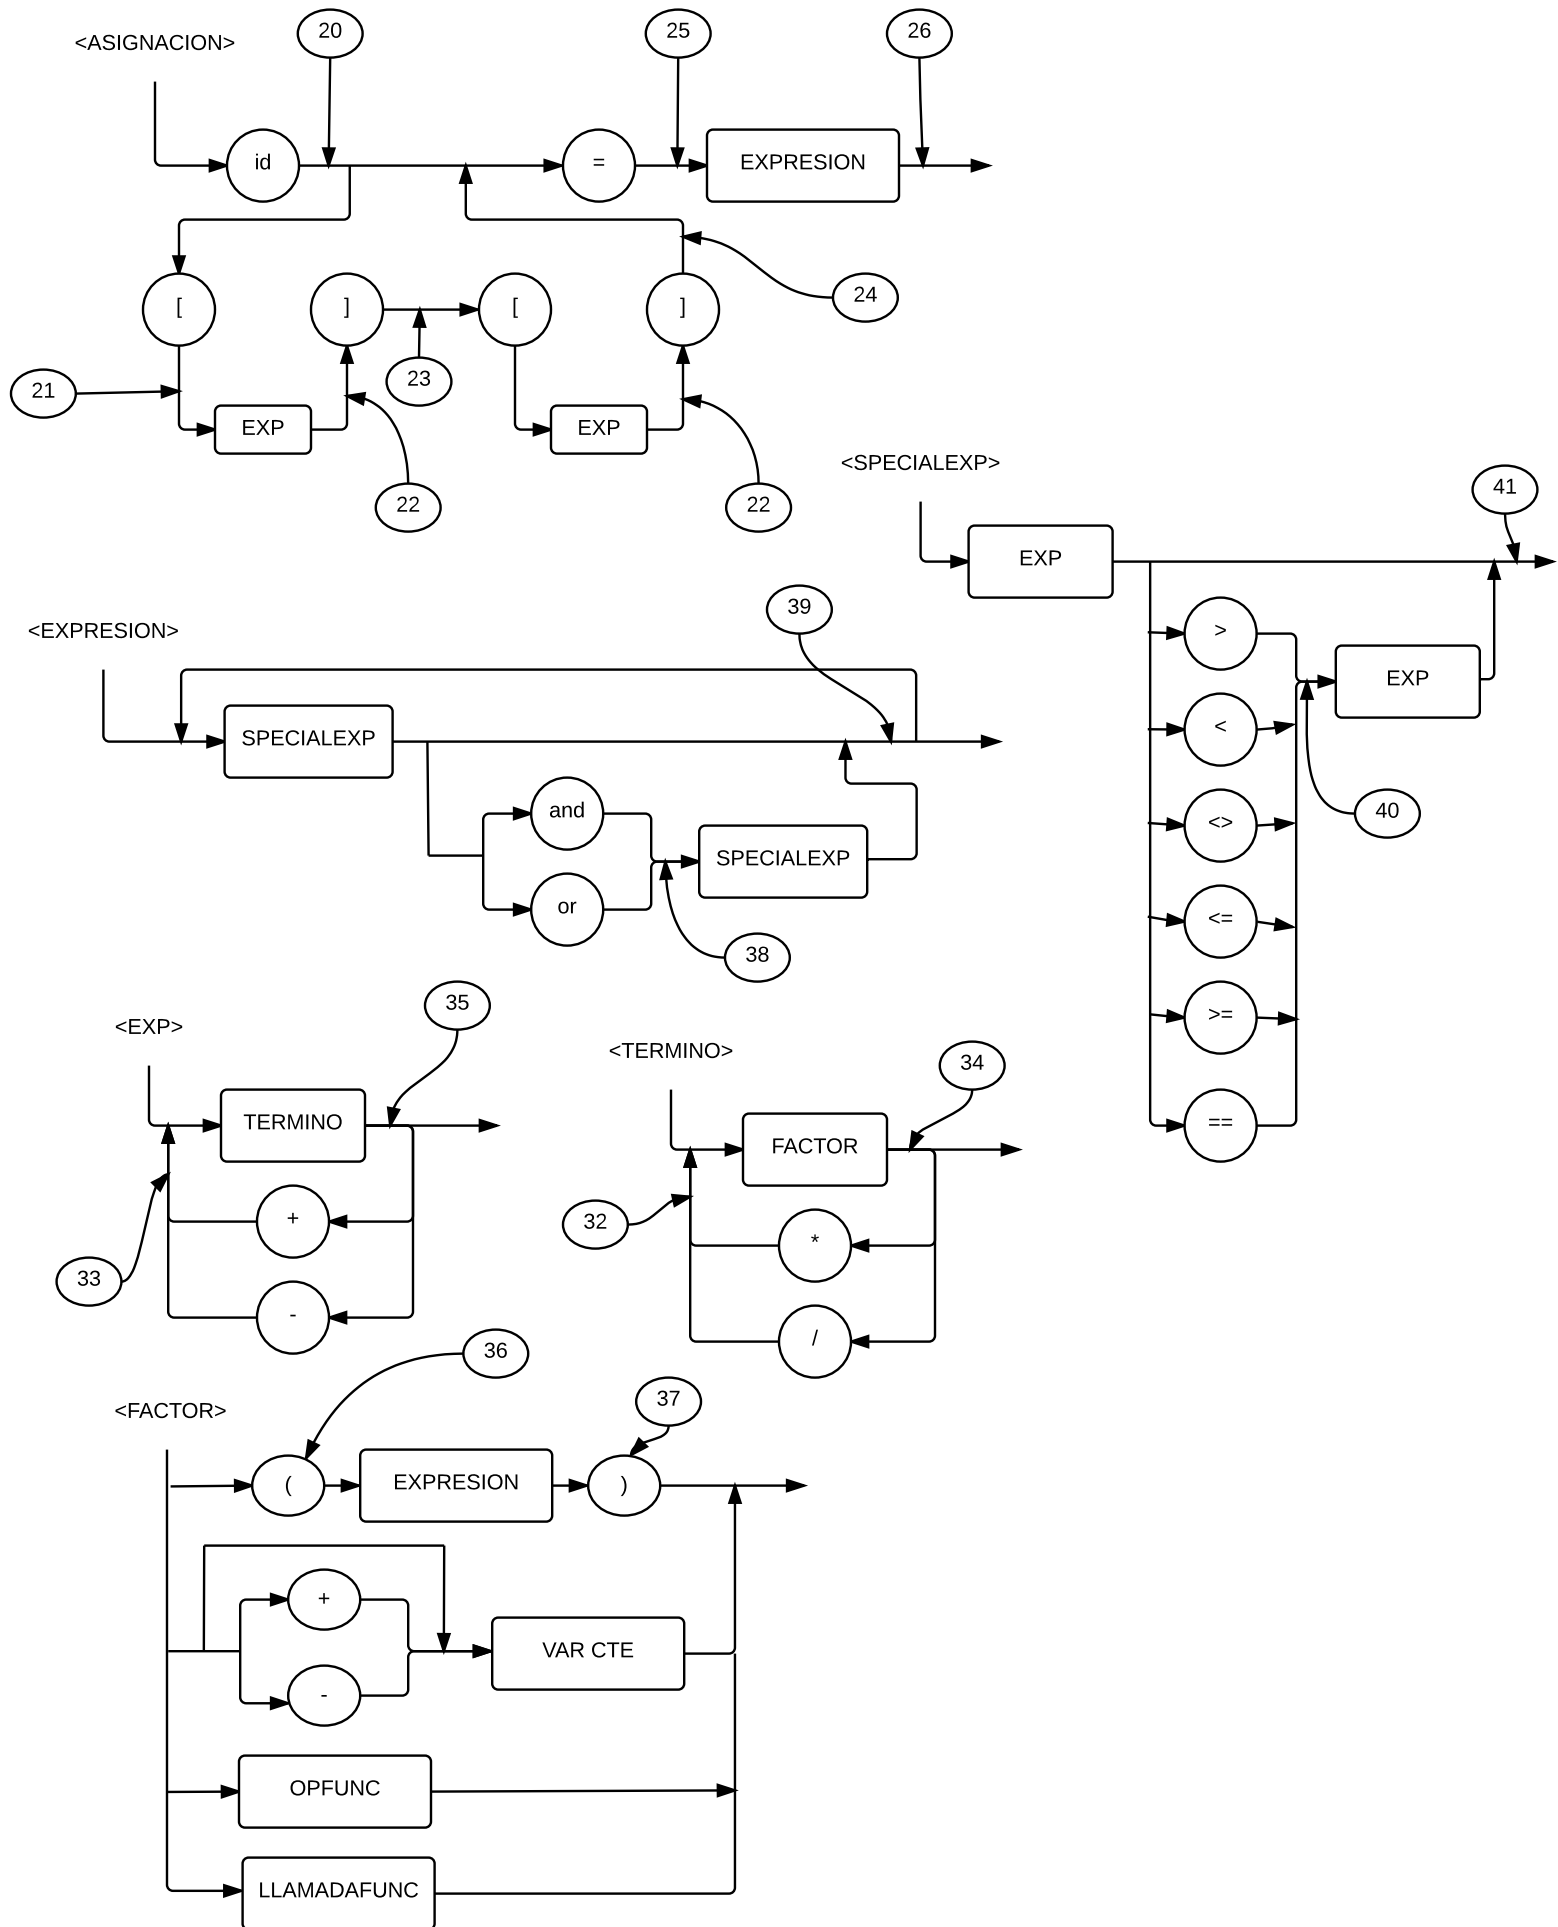 <ASIGNACION>
20
25
26
id
=
EXPRESION
[
]
[
]
24
21
23
EXP
EXP
22
22
<SPECIALEXP>
41
EXP
>
EXP
<
<>
40
<=
>=
==
<EXPRESION>
39
SPECIALEXP
and
SPECIALEXP
or
38
<EXP>
35
TERMINO
+
33
-
<TERMINO>
34
FACTOR
32
*
/
<FACTOR>
36
37
(
EXPRESION
)
+
VAR CTE
-
OPFUNC
LLAMADAFUNC